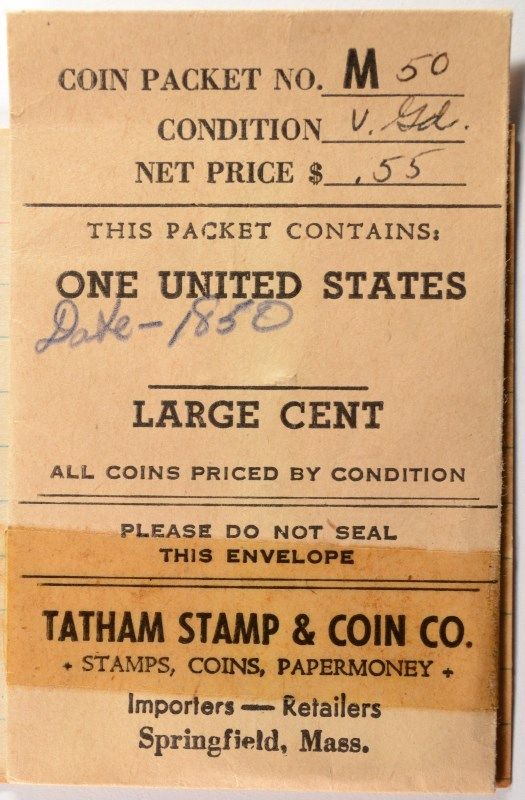 COIN PACKET NO. M 50
CONDITION V. Gd.
NET PRICE $ .55
THIS PACKET CONTAINS:
ONE UNITED STATES
Date - 1850
LARGE CENT
ALL COINS PRICED BY CONDITION
PLEASE DO NOT SEAL
THIS ENVELOPE
TATHAM STAMP & COIN CO.
+ STAMPS, COINS, PAPERMONEY +
Importers — Retailers
Springfield, Mass.